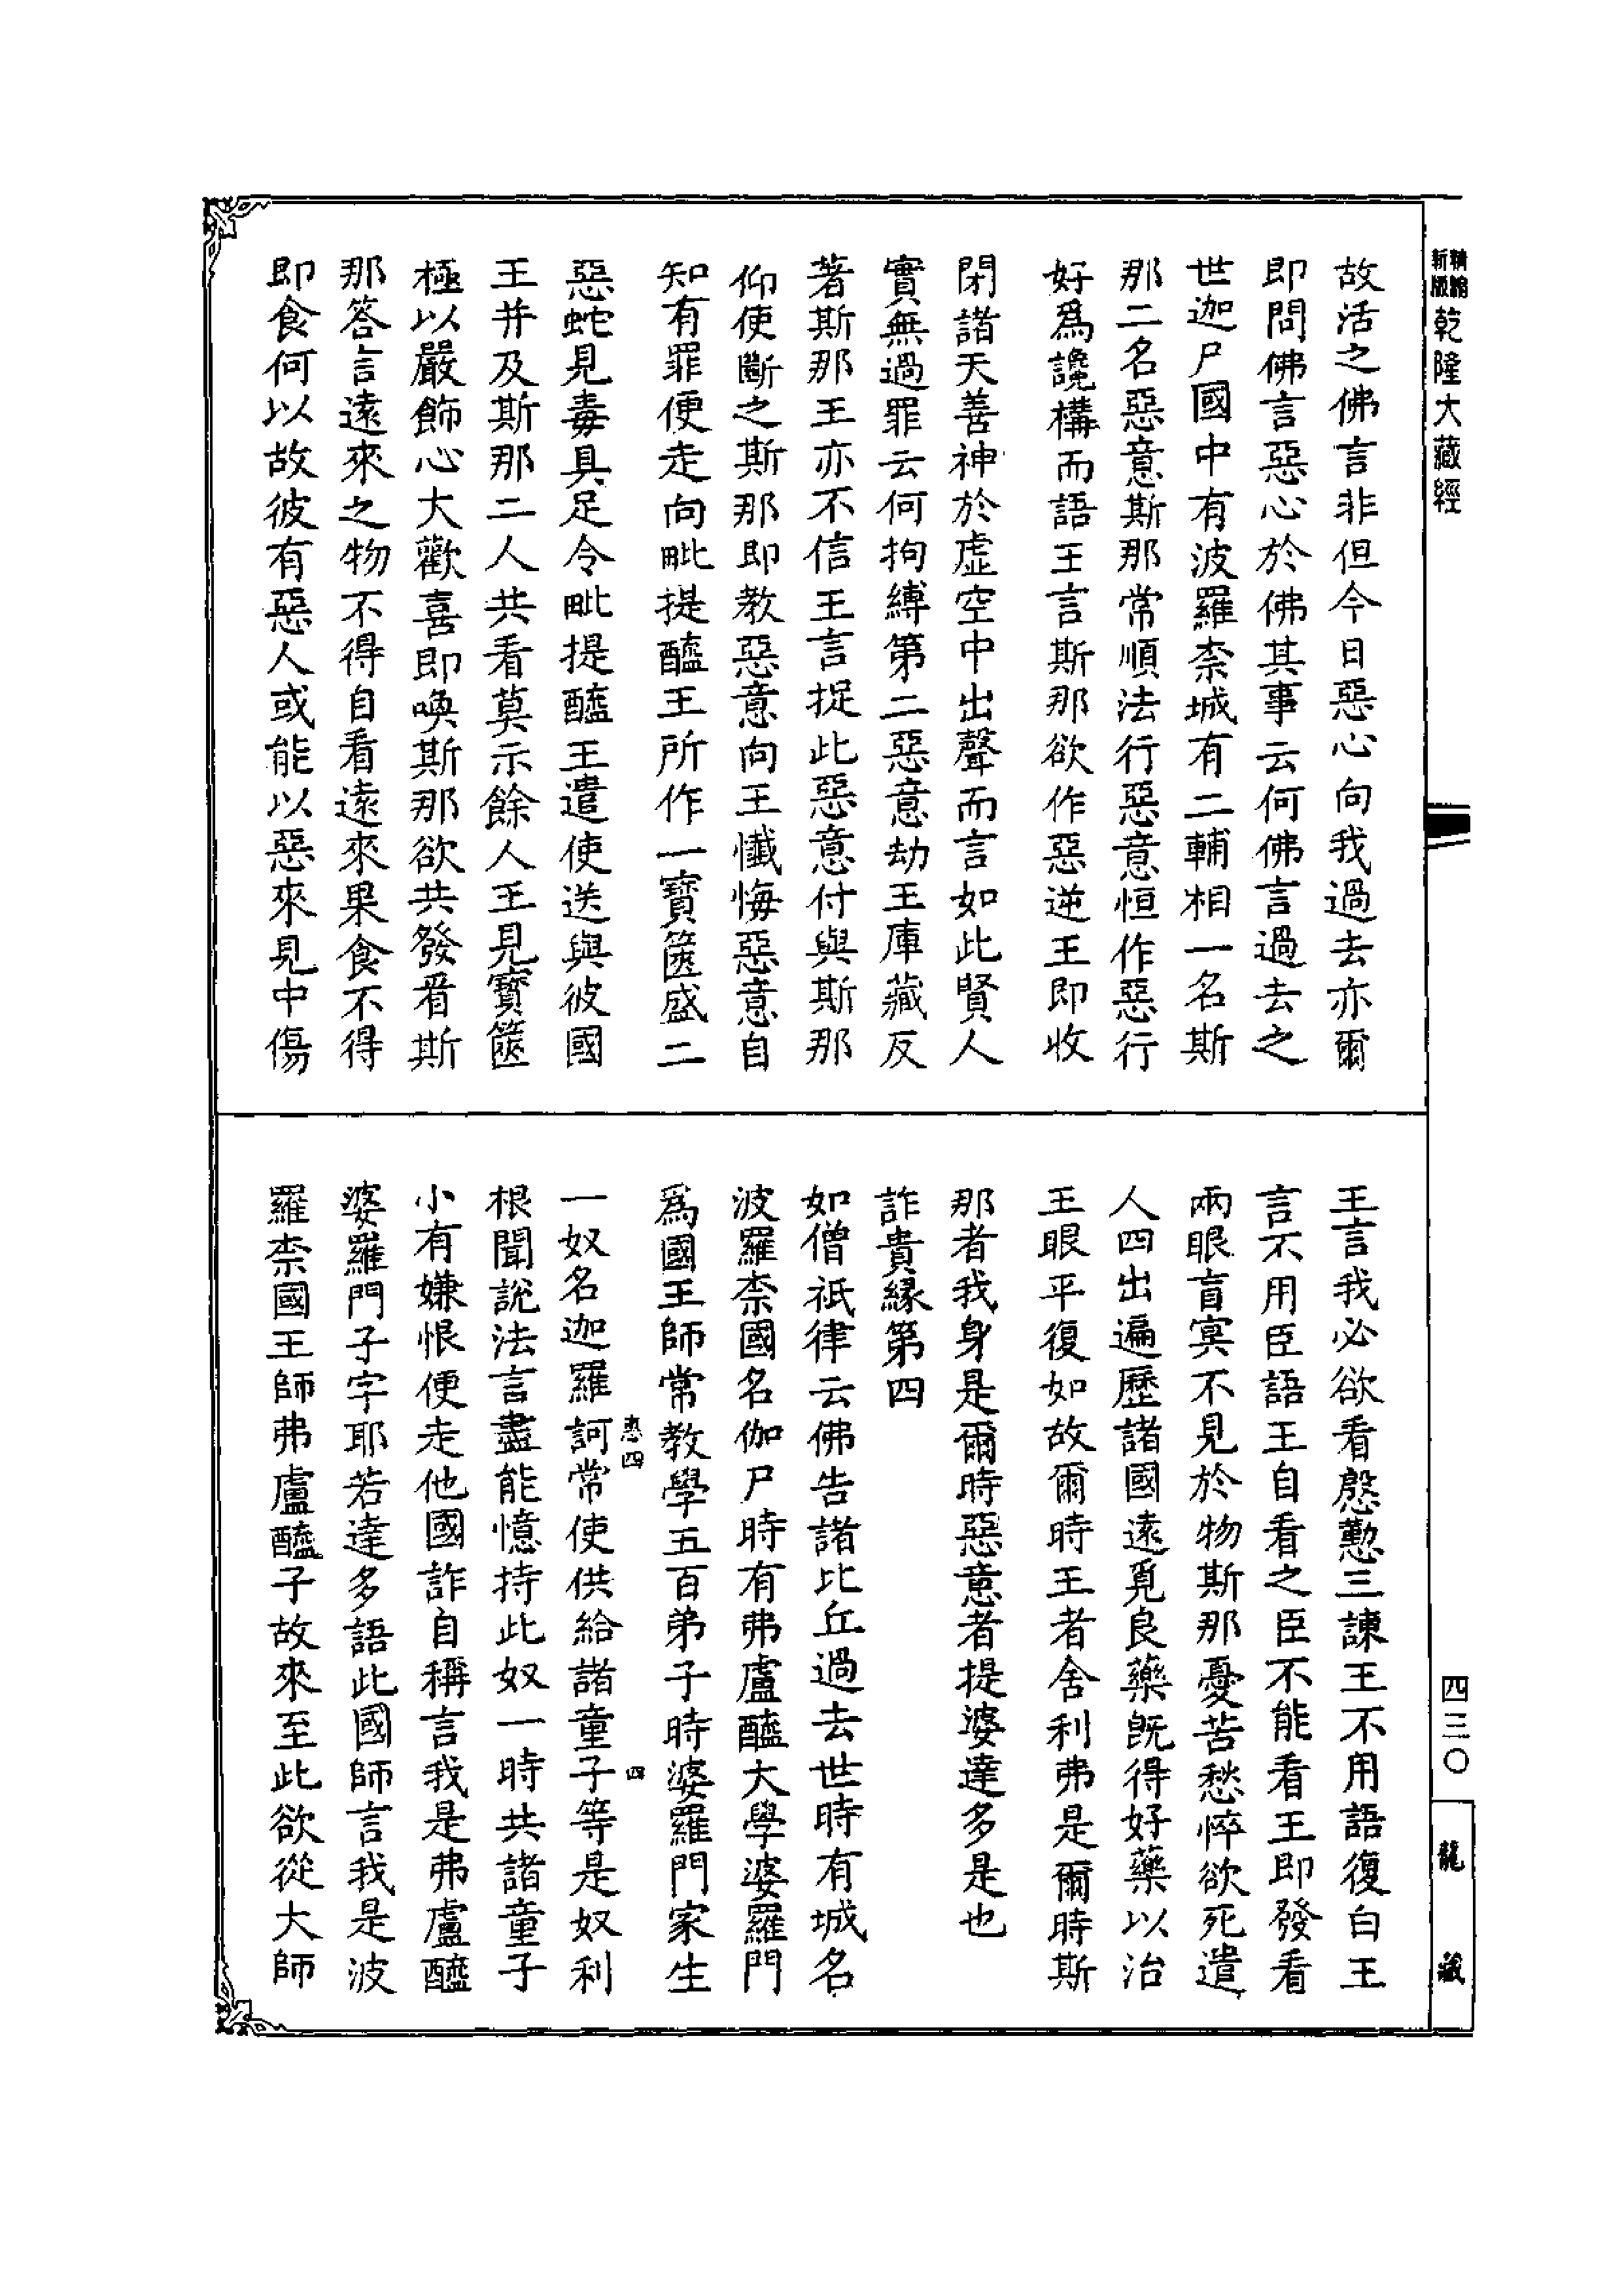 新版精縮乾隆大藏經
故活之佛言非但今日惡心向我過去亦爾
即問佛言惡心於佛其事云何佛言過去之
世迦尸國中有波羅柰城有二輔相一名斯
那二名惡意斯那常順法行惡意恒作惡行
好爲讒構而語王言斯那欲作惡逆王即收
閉諸天善神於虛空中出聲而言如此賢人
實無過罪云何拘縛第二惡意劫王庫藏反
著斯那王亦不信王言捉此惡意付與斯那
仰使斷之斯那即教惡意向王懺悔惡意自
知有罪便走向毗提醯王所作一寶篋盛二
惡蛇見毒具足令毗提醯王遣使送與彼國
王并及斯那二人共看莫示餘人王見寶篋
極以嚴飾心大歡喜即喚斯那欲共發看斯
那答言遠來之物不得自看遠來果食不得
即食何以故彼有惡人或能以惡來見中傷
王言我必欲看慇懃三諫王不用語復白王
言不用臣語王自看之臣不能看王即發看
兩眼盲冥不見於物斯那憂苦愁悴欲死遣
人四出遍歷諸國遠覓良藥既得好藥以治
王眼平復如故爾時王者舍利弗是爾時斯
那者我身是爾時惡意者提婆達多是也
詐貴緣第四
如僧祇律云佛告諸比丘過去世時有城名
波羅柰國名伽尸時有弗盧醯大學婆羅門
爲國王師常教學五百弟子時婆羅門家生
一奴名迦羅訶常使供給諸童子等是奴利
根聞說法言盡能憶持此奴一時共諸童子
小有嫌恨便走他國詐自稱言我是弗盧醯
婆羅門子字耶若達多語此國師言我是波
羅柰國王師弗盧醯子故來至此欲從大師
四三〇
龍藏